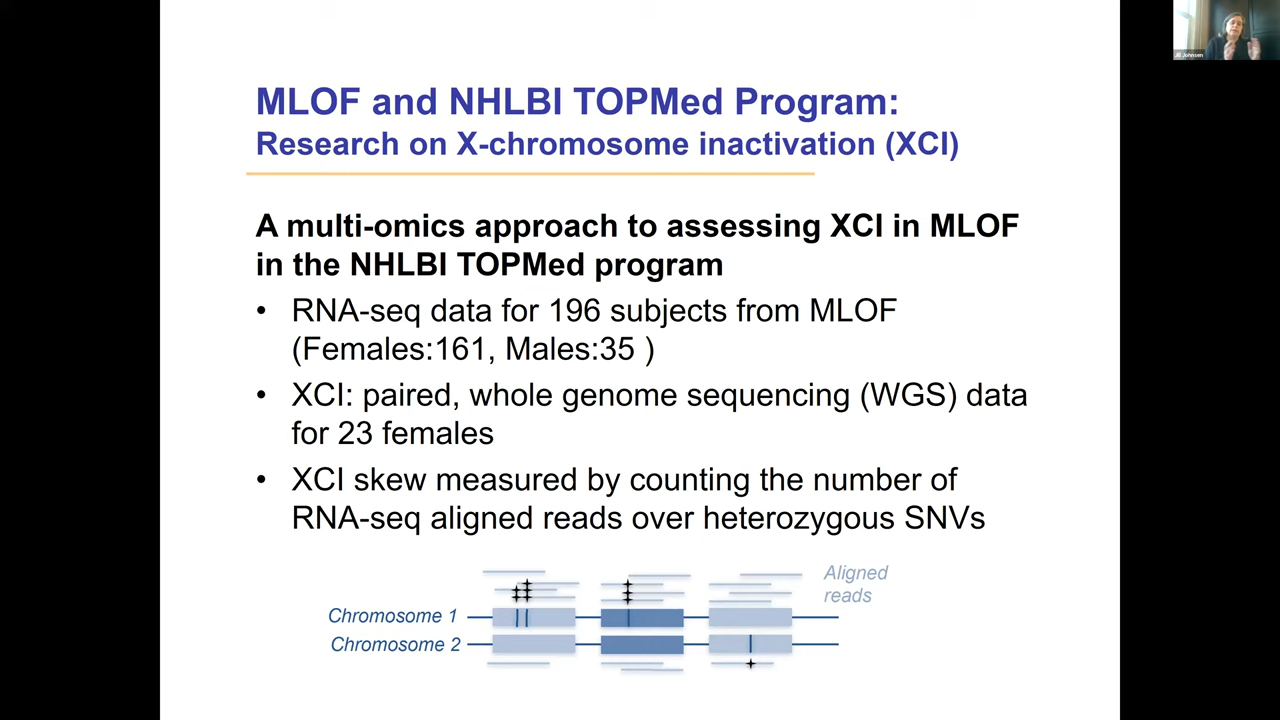 Jill Johnsen
MLOF and NHLBI TOPMed Program:
Research on X-chromosome inactivation (XCI)
A multi-omics approach to assessing XCI in MLOF
in the NHLBI TOPMed program
• RNA-seq data for 196 subjects from MLOF
(Females:161, Males:35 )
• XCI: paired, whole genome sequencing (WGS) data
for 23 females
• XCI skew measured by counting the number of
RNA-seq aligned reads over heterozygous SNVs
Aligned
reads
Chromosome 1
Chromosome 2